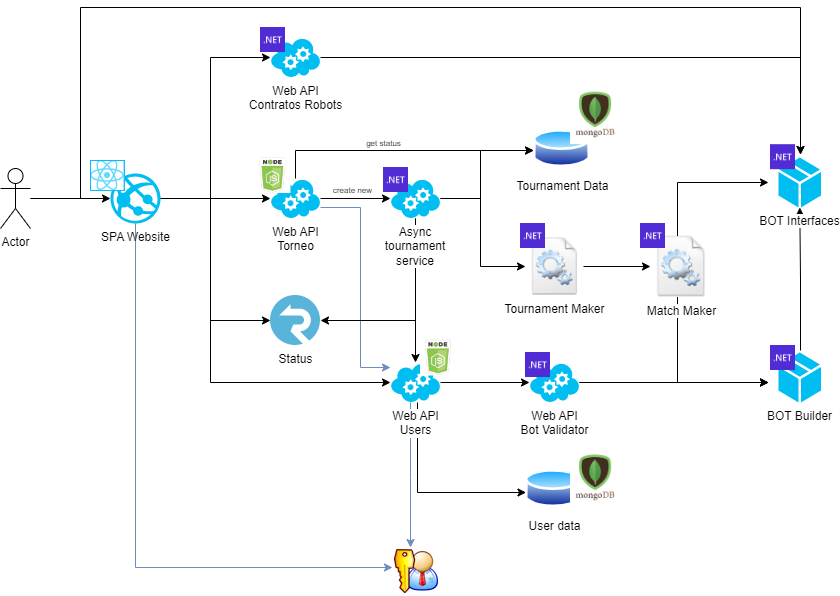 .NET
Web API
Contratos Robots
mongoDB
get status
Tournament Data
.NET
BOT Interfaces
Actor
SPA Website
NODE
JS
Web API
Torneo
create new
.NET
Async
tournament
service
.NET
Tournament Maker
.NET
Match Maker
Status
NODE
JS
Web API
Users
.NET
Web API
Bot Validator
.NET
BOT Builder
mongoDB
User data